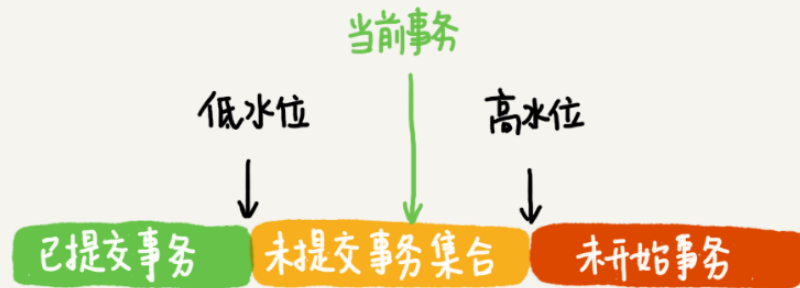 当前事务
低水位
高水位
已提交事务
未提交事务集合
未开始事务